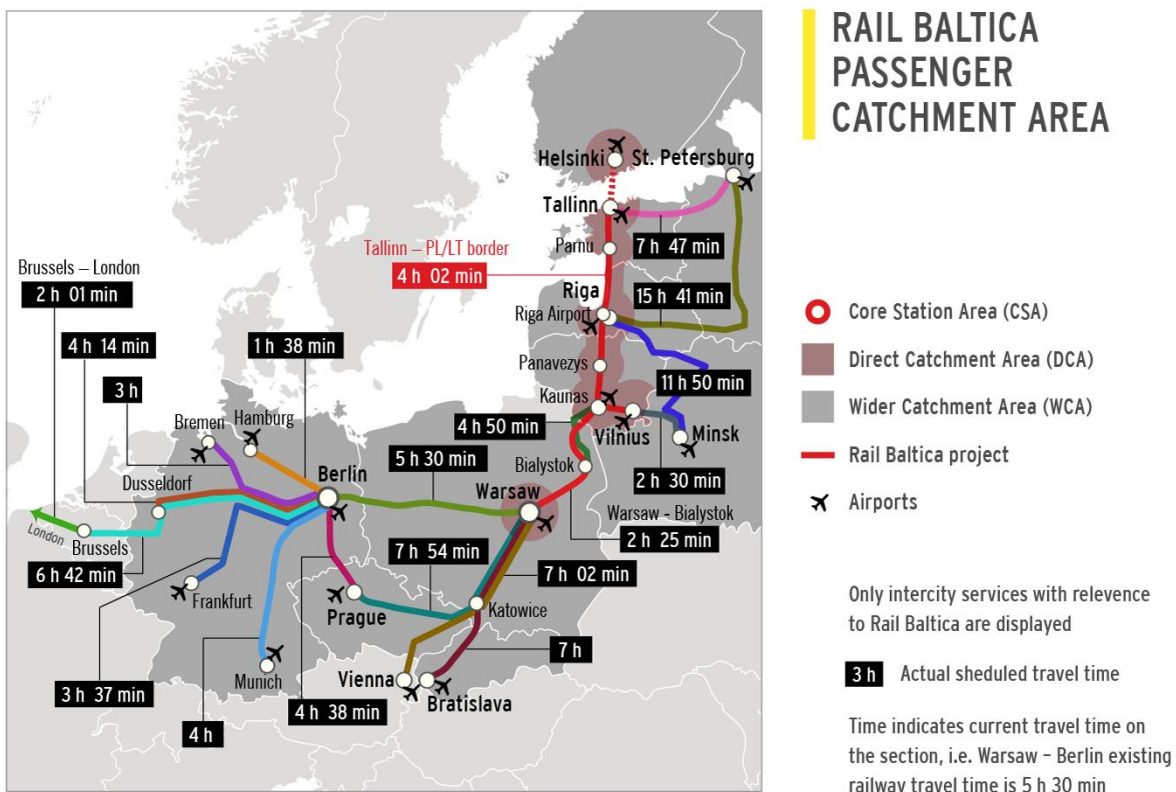 RAIL BALTICA
PASSENGER
CATCHMENT AREA
Helsinki
St. Petersburg
Tallinn
7 h 47 min
Parnu
Tallinn – PL/LT border
4 h 02 min
Brussels – London
2 h 01 min
Riga
15 h 41 min
Riga Airport
4 h 14 min
1 h 38 min
3 h
Panavezys
11 h 50 min
Kaunas
Bremen
Hamburg
4 h 50 min
Vilnius
Minsk
5 h 30 min
Bialystok
2 h 30 min
Berlin
Dusseldorf
Warsaw
Warsaw - Bialystok
2 h 25 min
London
Brussels
6 h 42 min
7 h 54 min
7 h 02 min
Frankfurt
Prague
Katowice
7 h
Munich
Vienna
Bratislava
3 h 37 min
4 h
4 h 38 min
Core Station Area (CSA)
Direct Catchment Area (DCA)
Wider Catchment Area (WCA)
Rail Baltica project
Airports
Only intercity services with relevence
to Rail Baltica are displayed
3 h Actual sheduled travel time
Time indicates current travel time on
the section, i.e. Warsaw – Berlin existing
railway travel time is 5 h 30 min